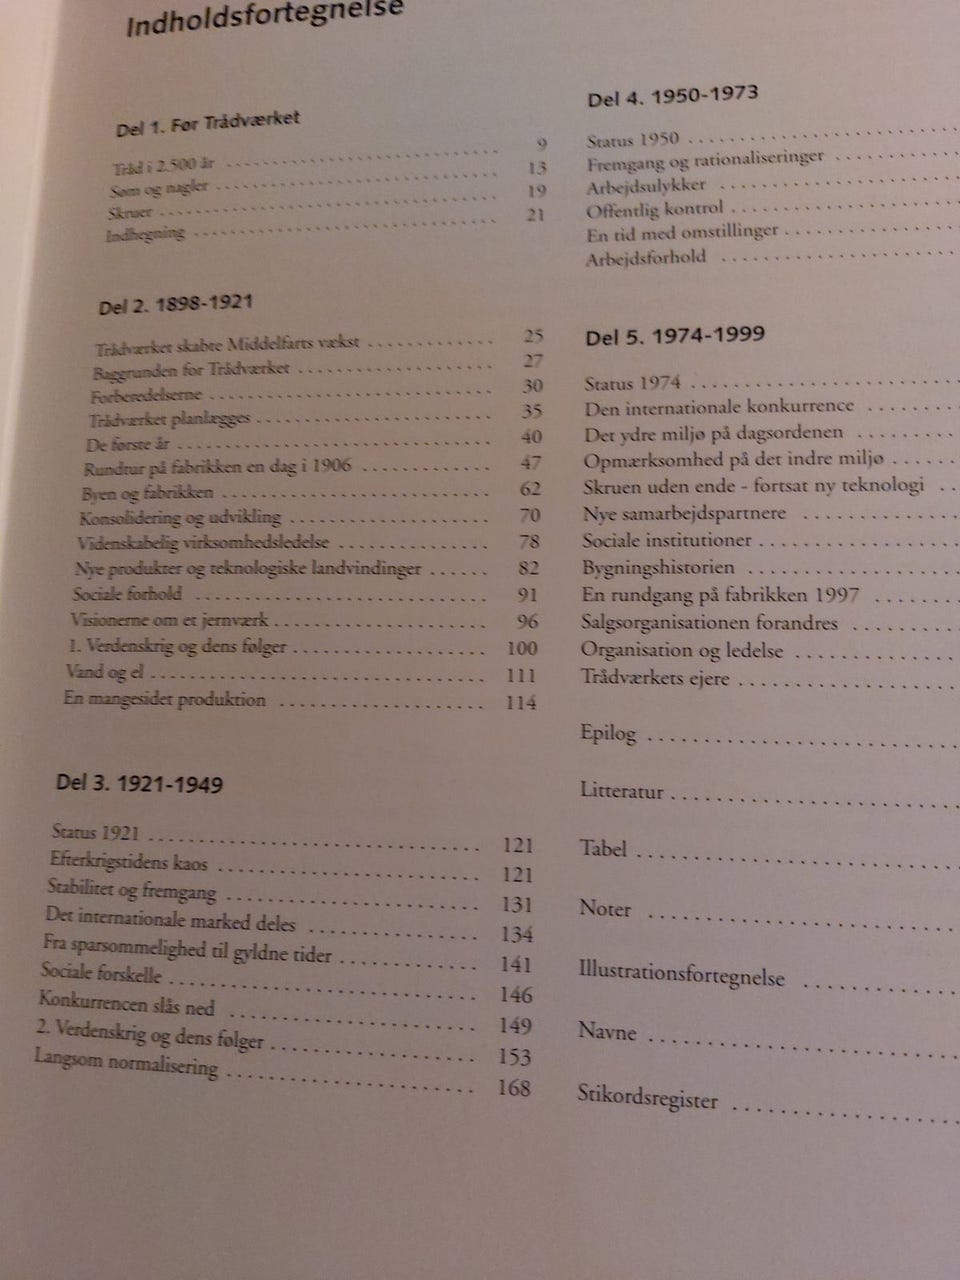 Indholdsfortegnelse
Del 1. Før Trådværket
Tråd i 2.500 år . . . . . . . . . . . . . . . . . . . . . . . . . . . 9
Søm og nagler . . . . . . . . . . . . . . . . . . . . . . . . . . . 13
Skruer . . . . . . . . . . . . . . . . . . . . . . . . . . . . . . . . 19
Indhegning . . . . . . . . . . . . . . . . . . . . . . . . . . . . . 21
Del 2. 1898-1921
Trådværket skabte Middelfarts vækst . . . . . . . . . . . . . 25
Baggrunden for Trådværket . . . . . . . . . . . . . . . . . . . 27
Forberedelserne . . . . . . . . . . . . . . . . . . . . . . . . . . . 30
Trådværket planlægges . . . . . . . . . . . . . . . . . . . . . . 35
De første år . . . . . . . . . . . . . . . . . . . . . . . . . . . . . 40
Rundtur på fabrikken en dag i 1906 . . . . . . . . . . . . . 47
Byen og fabrikken . . . . . . . . . . . . . . . . . . . . . . . . . 62
Konsolidering og udvikling . . . . . . . . . . . . . . . . . . . 70
Videnskabelig virksomhedsledelse . . . . . . . . . . . . . . . 78
Nye produkter og teknologiske landvindinger . . . . . . 82
Sociale forhold . . . . . . . . . . . . . . . . . . . . . . . . . . . 91
Visionerne om et jernværk . . . . . . . . . . . . . . . . . . . . 96
1. Verdenskrig og dens følger . . . . . . . . . . . . . . . . . . 100
Vand og el . . . . . . . . . . . . . . . . . . . . . . . . . . . . . . 111
En mangesidet produktion . . . . . . . . . . . . . . . . . . . 114
Del 3. 1921-1949
Status 1921 . . . . . . . . . . . . . . . . . . . . . . . . . . . . . 121
Efterkrigstidens kaos . . . . . . . . . . . . . . . . . . . . . . . 121
Stabilitet og fremgang . . . . . . . . . . . . . . . . . . . . . . 131
Det internationale marked deles . . . . . . . . . . . . . . . 134
Fra sparsommelighed til gyldne tider . . . . . . . . . . . . 141
Sociale forskelle . . . . . . . . . . . . . . . . . . . . . . . . . . 146
Konkurrencen slås ned . . . . . . . . . . . . . . . . . . . . . . 149
2. Verdenskrig og dens følger . . . . . . . . . . . . . . . . . . 153
Langsom normalisering . . . . . . . . . . . . . . . . . . . . . 168
Del 4. 1950-1973
Status 1950 . . . . . . . . . . . . . . . . . . . . . .
Fremgang og rationaliseringer . . . . . . . . . .
Arbejdsulykker . . . . . . . . . . . . . . . . . . . .
Offentlig kontrol . . . . . . . . . . . . . . . . . . .
En tid med omstillinger . . . . . . . . . . . . . .
Arbejdsforhold . . . . . . . . . . . . . . . . . . . .
Del 5. 1974-1999
Status 1974 . . . . . . . . . . . . . . . . . . . . . .
Den internationale konkurrence . . . . . . . .
Det ydre miljø på dagsordenen . . . . . . . .
Opmærksomhed på det indre miljø . . . . . .
Skruen uden ende - fortsat ny teknologi . .
Nye samarbejdspartnere . . . . . . . . . . . . .
Sociale institutioner . . . . . . . . . . . . . . . .
Bygningshistorien . . . . . . . . . . . . . . . . .
En rundgang på fabrikken 1997 . . . . . . .
Salgsorganisationen forandres . . . . . . . . .
Organisation og ledelse . . . . . . . . . . . . .
Trådværkets ejere . . . . . . . . . . . . . . . . .
Epilog . . . . . . . . . . . . . . . . . . . . . . . . .
Litteratur . . . . . . . . . . . . . . . . . . . . . . .
Tabel . . . . . . . . . . . . . . . . . . . . . . . . . .
Noter . . . . . . . . . . . . . . . . . . . . . . . . .
Illustrationsfortegnelse . . . . . . . . . . . . .
Navne . . . . . . . . . . . . . . . . . . . . . . . . .
Stikordsregister . . . . . . . . . . . . . . . . . .